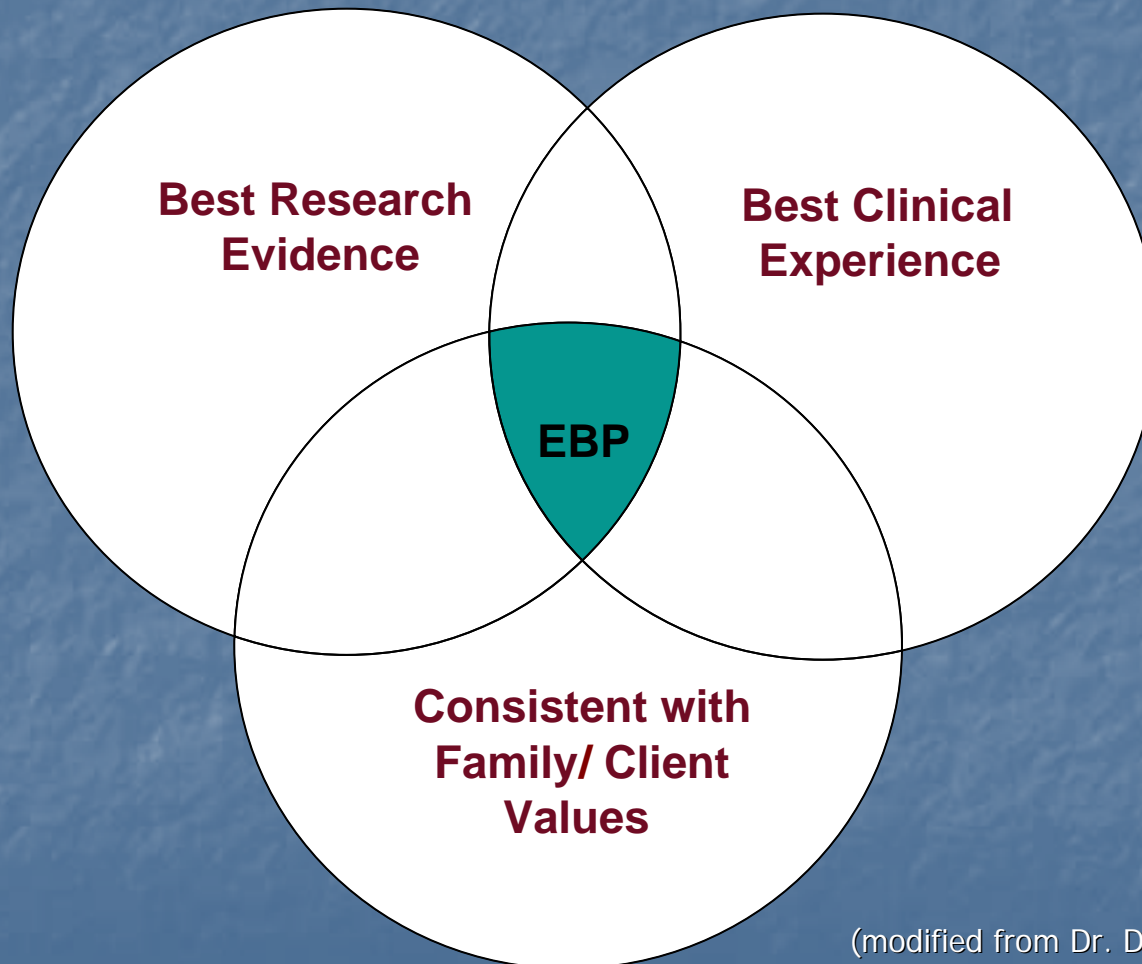 Best Research
Evidence
Best Clinical
Experience
EBP
Consistent with
Family/ Client
Values
(modified from Dr. D